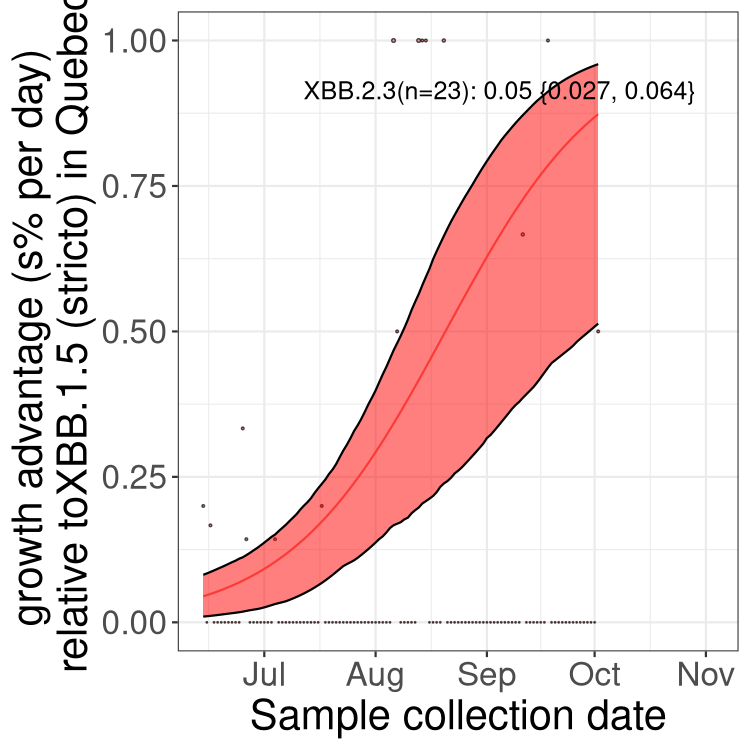 growth advantage (s% per day)
relative toXBB.1.5 (stricto) in Quebec
1.00
0.75
0.50
0.25
0.00
XBB.2.3(n=23): 0.05 {0.027, 0.064}
Jul Aug Sep Oct Nov
Sample collection date